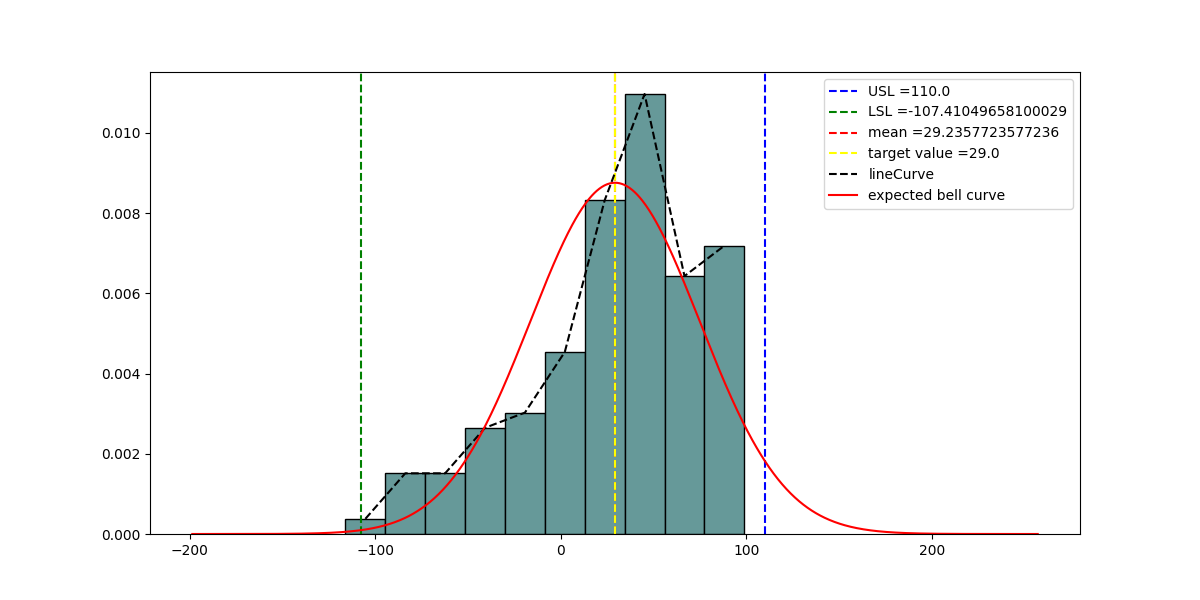 USL =110.0
LSL =-107.41049658100029
mean =29.2357723577236
target value =29.0
lineCurve
expected bell curve
0.010
0.008
0.006
0.004
0.002
0.000
−200
−100
0
100
200